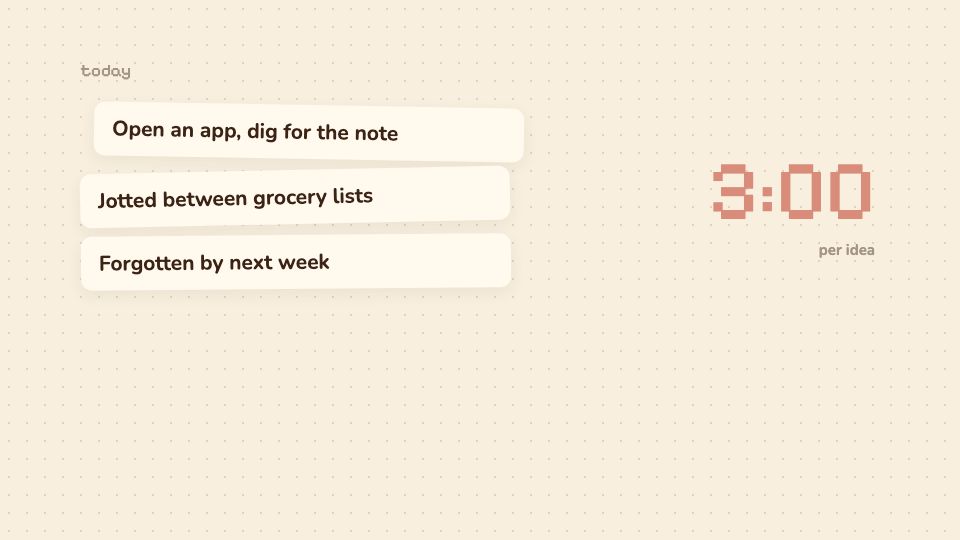 today
Open an app, dig for the note
Jotted between grocery lists
Forgotten by next week
3:00
per idea